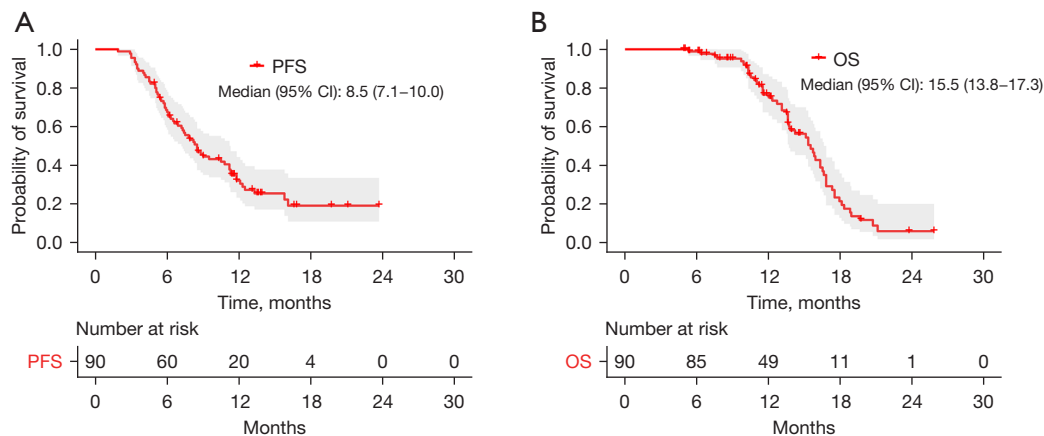 A
PFS
Median (95% CI): 8.5 (7.1–10.0)
Probability of survival
1.0
0.8
0.6
0.4
0.2
0.0
0 6 12 18 24 30
Time, months
Number at risk
PFS 90 60 20 4 0 0
0 6 12 18 24 30
Months
B
OS
Median (95% CI): 15.5 (13.8–17.3)
Probability of survival
1.0
0.8
0.6
0.4
0.2
0.0
0 6 12 18 24 30
Time, months
Number at risk
OS 90 85 49 11 1 0
0 6 12 18 24 30
Months